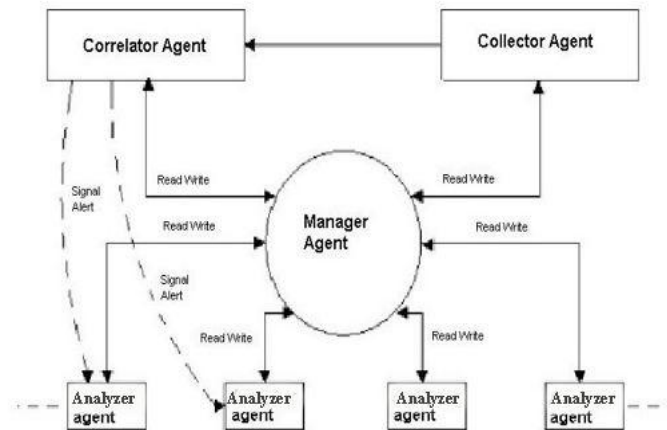 Correlator Agent
Collector Agent
Signal
Alert
Read Write
Read Write
Read Write
Manager
Agent
Read Write
Signal
Alert
Read Write
Read Write
Analyzer
agent
Analyzer
agent
Analyzer
agent
Analyzer
agent